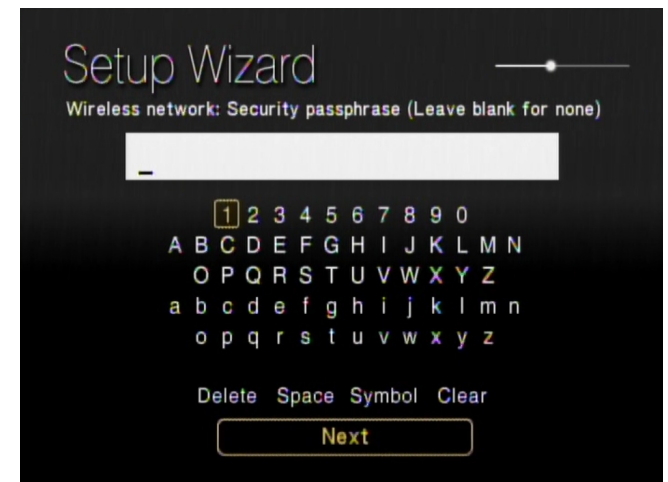 Setup Wizard
Wireless network: Security passphrase (Leave blank for none)
_
1 2 3 4 5 6 7 8 9 0
A B C D E F G H I J K L M N
O P Q R S T U V W X Y Z
a b c d e f g h i j k l m n
o p q r s t u v w x y z
Delete Space Symbol Clear
Next